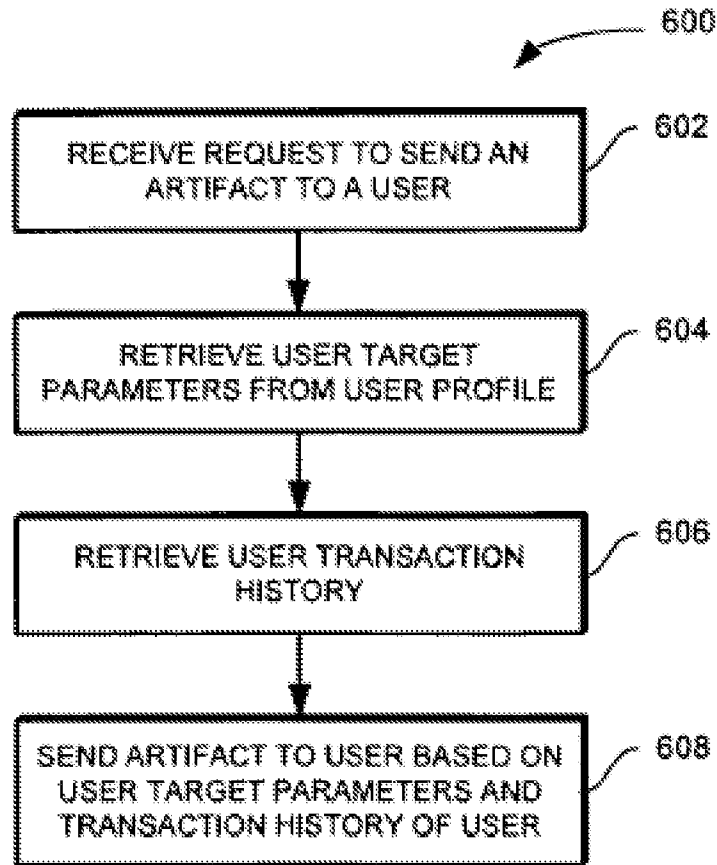 600
RECEIVE REQUEST TO SEND AN
ARTIFACT TO A USER
602
RETRIEVE USER TARGET
PARAMETERS FROM USER PROFILE
604
RETRIEVE USER TRANSACTION
HISTORY
606
SEND ARTIFACT TO USER BASED ON
USER TARGET PARAMETERS AND
TRANSACTION HISTORY OF USER
608